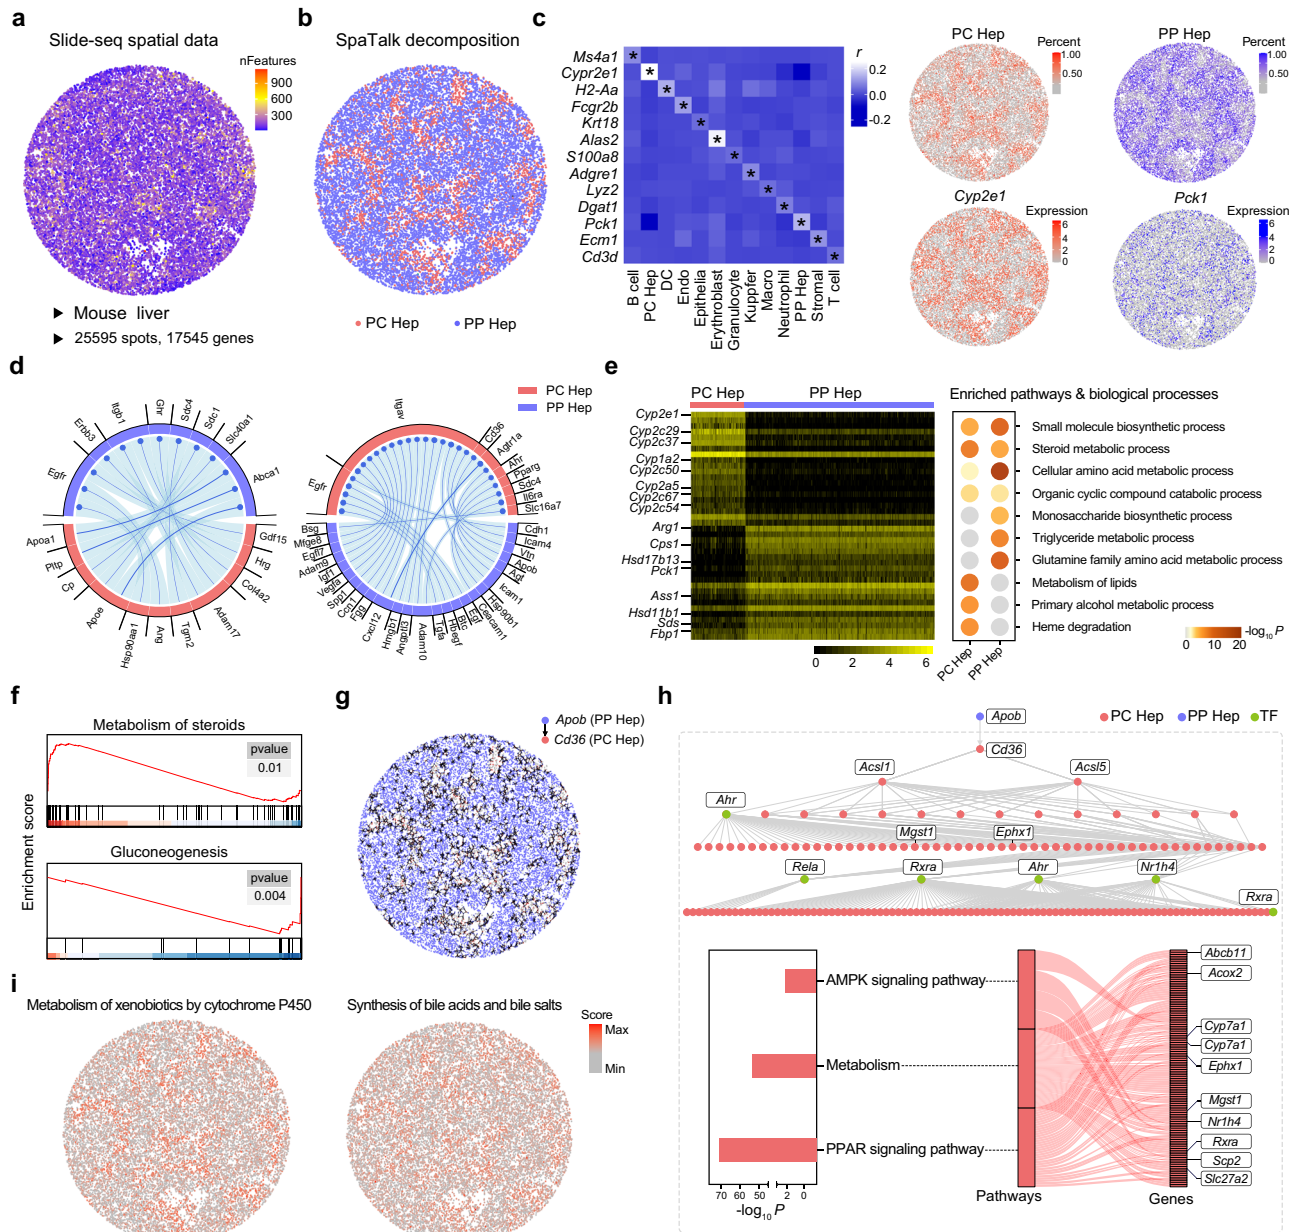 a
Slide-seq spatial data
nFeatures
900
600
300
Mouse liver
25595 spots, 17545 genes
b
SpaTalk decomposition
PC Hep
PP Hep
c
Ms4a1
Cypr2e1
H2-Aa
Fcgr2b
Krt18
Alas2
S100a8
Adgre1
Lyz2
Dgat1
Pck1
Ecm1
Cd3d
B cell
PC Hep
DC
Endo
Epithelia
Erythroblast
Granulocyte
Kuppfer
Macro
Neutrophil
PP Hep
Stromal
T cell
r
0.2
0.0
-0.2
PC Hep
Percent
1.00
0.50
PP Hep
Percent
1.00
0.50
Cyp2e1
Expression
6
4
2
0
Pck1
Expression
6
4
2
0
d
PC Hep
PP Hep
Egfr
Erbb3
Itgb1
Ghr
Sdc4
Sdc1
Slc40a1
Abca1
Apoa1
Pltp
Cp
Apoe
Hsp90aa1
Ang
Tgm2
Adam17
Col4a2
Hrg
Gdf15
Egfr
Itgav
Cd36
Agtr1a
Ahr
Pparg
Sdc4
Il6ra
Slc16a7
Bsg
Mfge8
Egfl7
Adam9
Igf1
Vegfa
Spp1
Ccn1
Fgg
Cxcl12
Hmgb1
Angptl3
Adam10
Tgfa
Hbegf
Btc
Egf
Ceacam1
Hsp90b1
Icam1
Agt
Apob
Vtn
Icam4
Cdh1
e
PC Hep
PP Hep
Cyp2e1
Cyp2c29
Cyp2c37
Cyp1a2
Cyp2c50
Cyp2a5
Cyp2c67
Cyp2c54
Arg1
Cps1
Hsd17b13
Pck1
Ass1
Hsd11b1
Sds
Fbp1
0 2 4 6
Enriched pathways & biological processes
Small molecule biosynthetic process
Steroid metabolic process
Cellular amino acid metabolic process
Organic cyclic compound catabolic process
Monosaccharide biosynthetic process
Triglyceride metabolic process
Glutamine family amino acid metabolic process
Metabolism of lipids
Primary alcohol metabolic process
Heme degradation
PC Hep
PP Hep
-log10 P
0 10 20
f
Metabolism of steroids
pvalue
0.01
Gluconeogenesis
pvalue
0.004
Enrichment score
g
Apob (PP Hep)
Cd36 (PC Hep)
h
PC Hep
PP Hep
TF
Apob
Cd36
Acsl1
Acsl5
Ahr
Mgst1
Ephx1
Rela
Rxra
Ahr
Nr1h4
Rxra
AMPK signaling pathway
Metabolism
PPAR signaling pathway
70 60 50 2 0
-log10 P
Pathways
Genes
Abcb11
Acox2
Cyp7a1
Cyp7a1
Ephx1
Mgst1
Nr1h4
Rxra
Scp2
Slc27a2
i
Metabolism of xenobiotics by cytochrome P450
Synthesis of bile acids and bile salts
Score
Max
Min